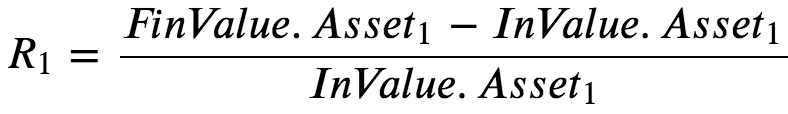 R₁ = (FinValue. Asset₁ − InValue. Asset₁) / InValue. Asset₁